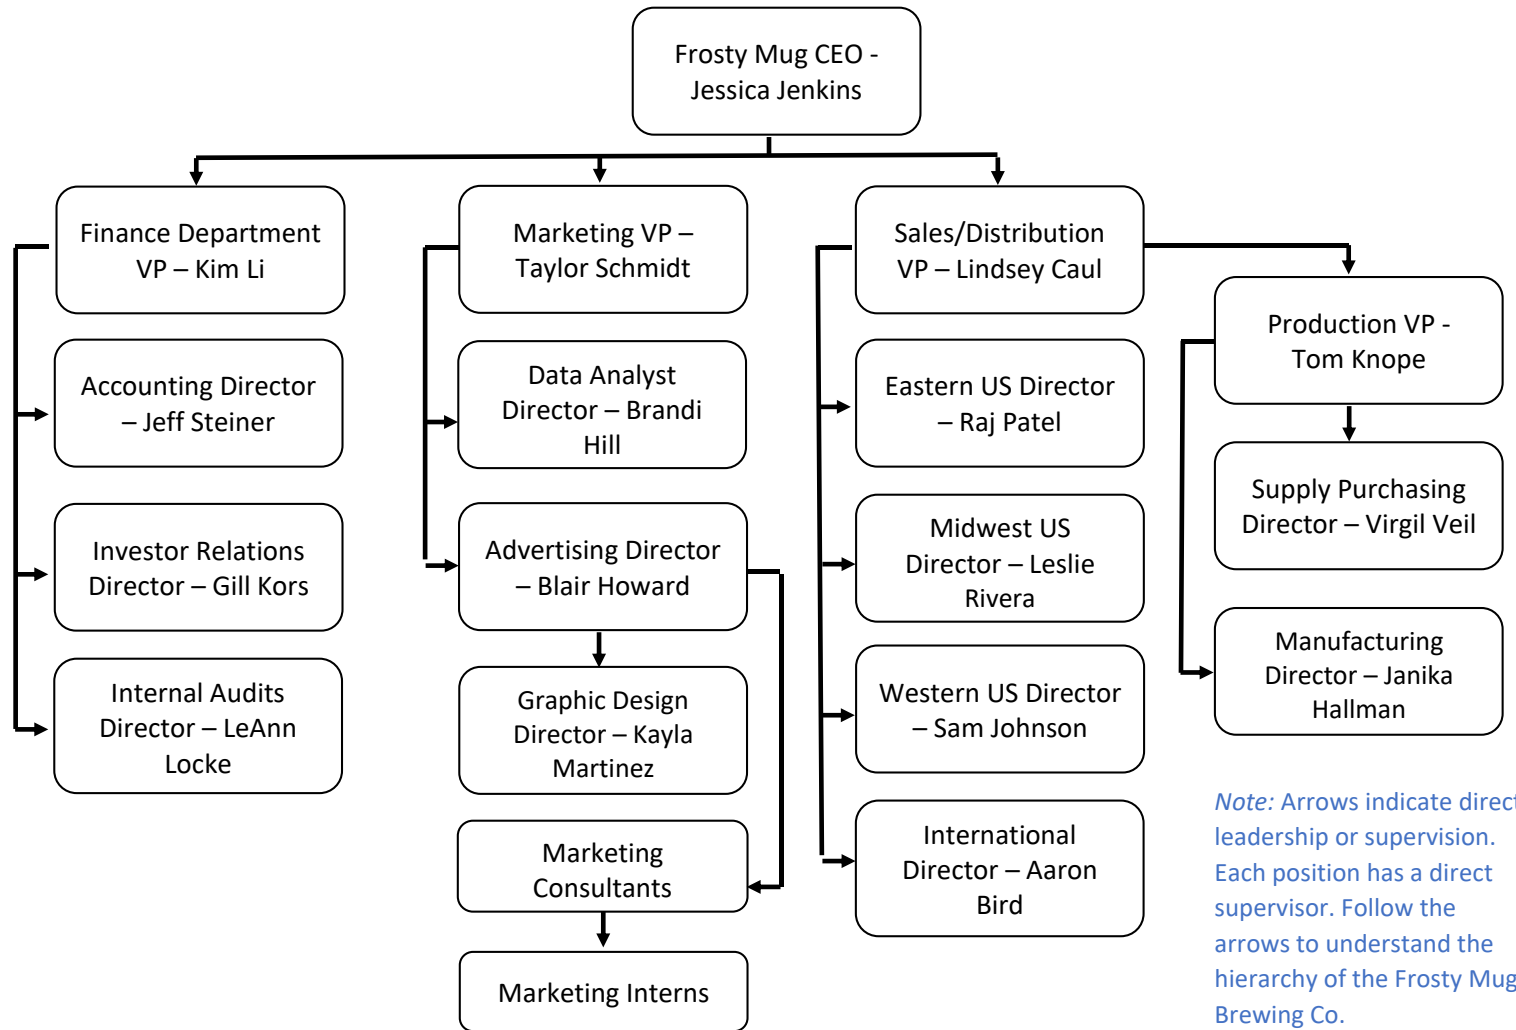 Frosty Mug CEO -
Jessica Jenkins
Finance Department
VP – Kim Li
Accounting Director
– Jeff Steiner
Investor Relations
Director – Gill Kors
Internal Audits
Director – LeAnn
Locke
Marketing VP –
Taylor Schmidt
Data Analyst
Director – Brandi
Hill
Advertising Director
– Blair Howard
Graphic Design
Director – Kayla
Martinez
Marketing
Consultants
Marketing Interns
Sales/Distribution
VP – Lindsey Caul
Eastern US Director
– Raj Patel
Midwest US
Director – Leslie
Rivera
Western US Director
– Sam Johnson
International
Director – Aaron
Bird
Production VP -
Tom Knope
Supply Purchasing
Director – Virgil Veil
Manufacturing
Director – Janika
Hallman
Note: Arrows indicate direct
leadership or supervision.
Each position has a direct
supervisor. Follow the
arrows to understand the
hierarchy of the Frosty Mug
Brewing Co.